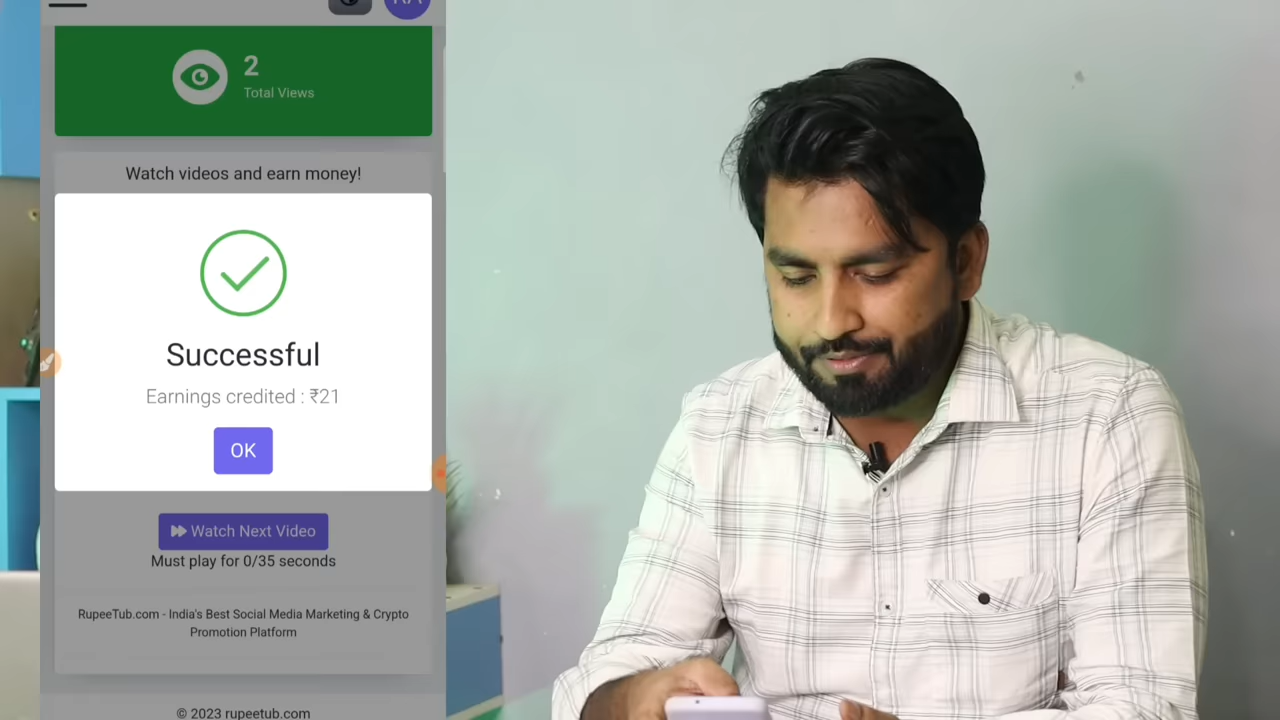 2
Total Views
Watch videos and earn money!
Successful
Earnings credited : ₹21
OK
Watch Next Video
Must play for 0/35 seconds
RupeeTub.com - India's Best Social Media Marketing & Crypto
Promotion Platform
© 2023 rupeetub.com